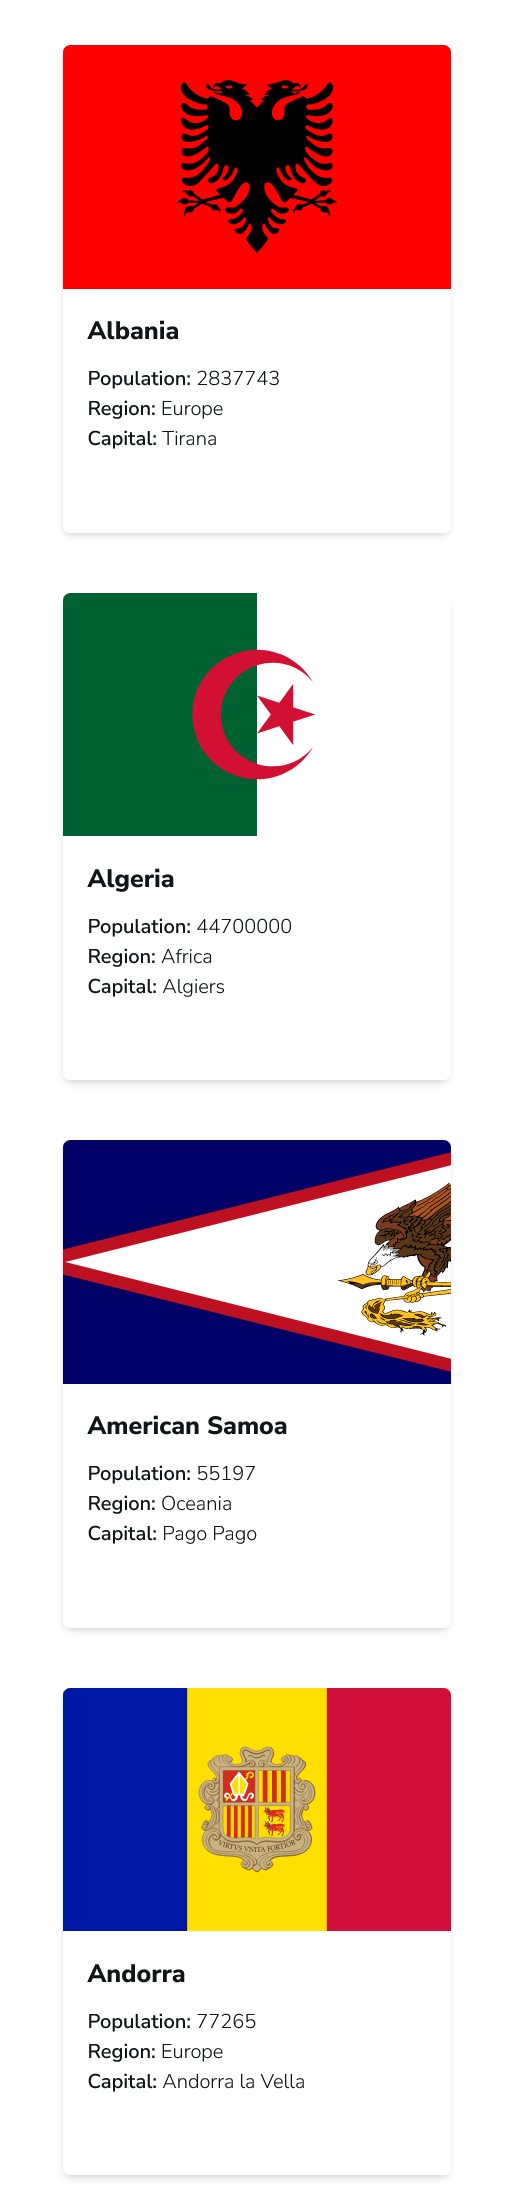 Albania
Population: 2837743
Region: Europe
Capital: Tirana
Algeria
Population: 44700000
Region: Africa
Capital: Algiers
American Samoa
Population: 55197
Region: Oceania
Capital: Pago Pago
VIRTVS VNITA FORTIOR
Andorra
Population: 77265
Region: Europe
Capital: Andorra la Vella